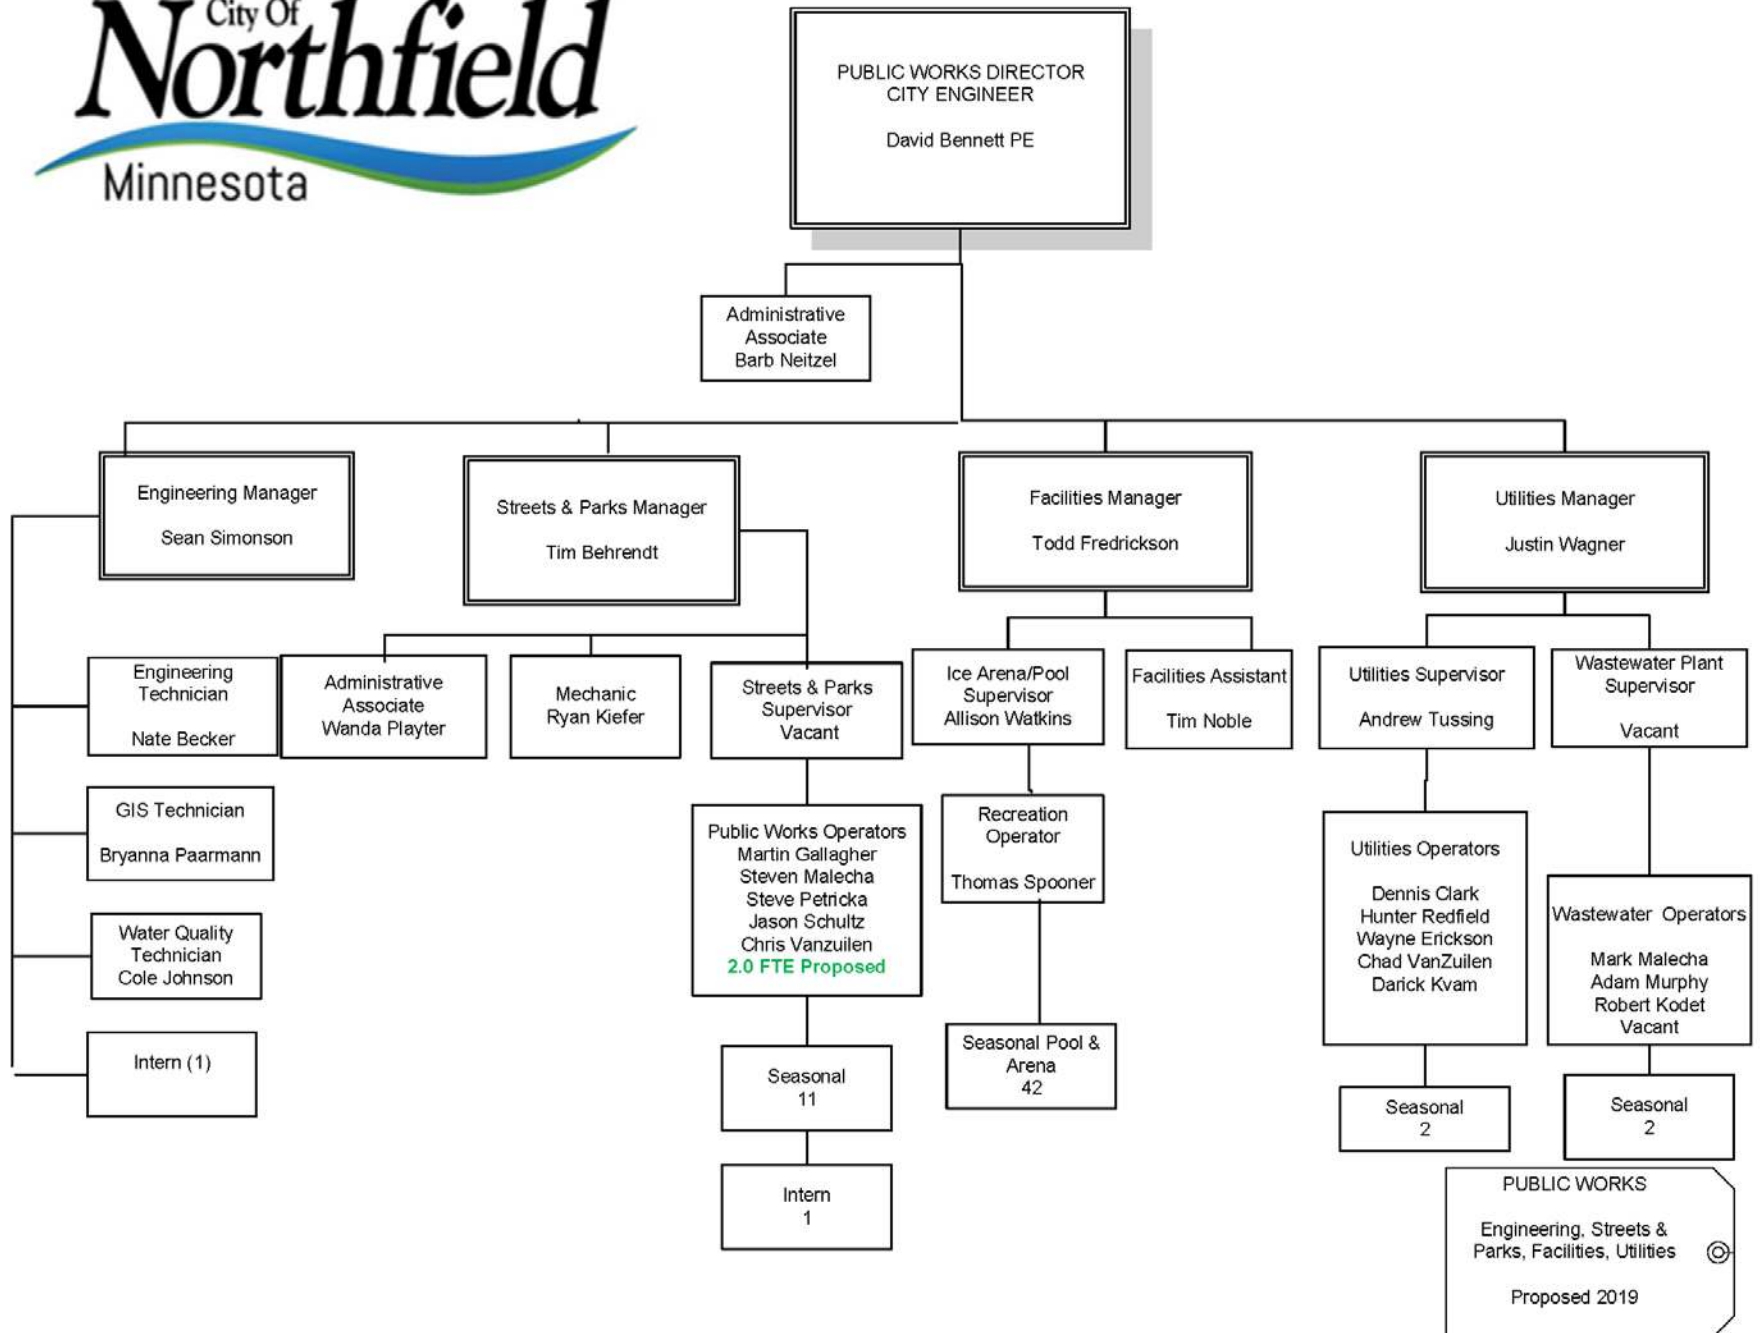 City Of
Northfield
Minnesota
PUBLIC WORKS DIRECTOR
CITY ENGINEER
David Bennett PE
Administrative
Associate
Barb Neitzel
Engineering Manager
Sean Simonson
Streets & Parks Manager
Tim Behrendt
Facilities Manager
Todd Fredrickson
Utilities Manager
Justin Wagner
Engineering
Technician
Nate Becker
Administrative
Associate
Wanda Playter
Mechanic
Ryan Kiefer
Streets & Parks
Supervisor
Vacant
Ice Arena/Pool
Supervisor
Allison Watkins
Facilities Assistant
Tim Noble
Utilities Supervisor
Andrew Tussing
Wastewater Plant
Supervisor
Vacant
GIS Technician
Bryanna Paarmann
Public Works Operators
Martin Gallagher
Steven Malecha
Steve Petricka
Jason Schultz
Chris Vanzuilen
2.0 FTE Proposed
Recreation
Operator
Thomas Spooner
Utilities Operators
Dennis Clark
Hunter Redfield
Wayne Erickson
Chad VanZuilen
Darick Kvam
Wastewater Operators
Mark Malecha
Adam Murphy
Robert Kodet
Vacant
Water Quality
Technician
Cole Johnson
Intern (1)
Seasonal
11
Seasonal Pool &
Arena
42
Seasonal
2
Seasonal
2
Intern
1
PUBLIC WORKS
Engineering, Streets &
Parks, Facilities, Utilities
Proposed 2019